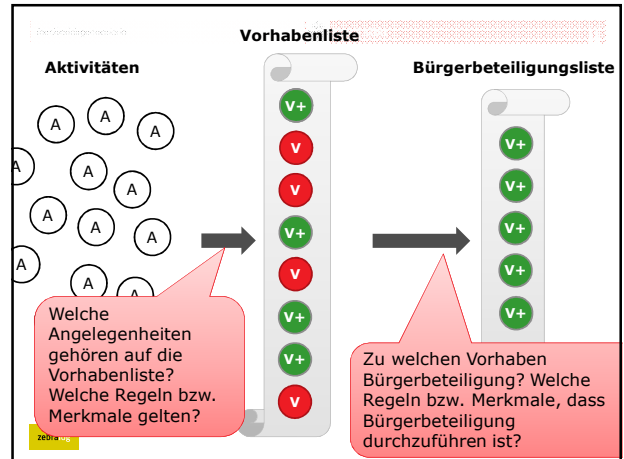 Vorhabenliste
Aktivitäten
Bürgerbeteiligungsliste
A
A
A
A
A
A
A
A
A
A
A
A
A
V+
V
V
V+
V
V+
V+
V
V+
V+
V+
V+
V+
Welche
Angelegenheiten
gehören auf die
Vorhabenliste?
Welche Regeln bzw.
Merkmale gelten?
Zu welchen Vorhaben
Bürgerbeteiligung? Welche
Regeln bzw. Merkmale, dass
Bürgerbeteiligung
durchzuführen ist?